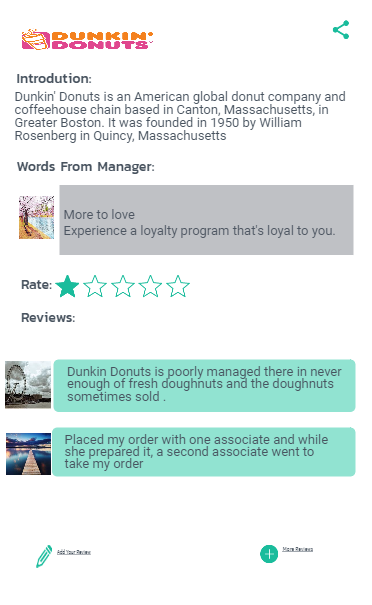 DUNKIN'
DONUTS
Introdution:
Dunkin' Donuts is an American global donut company and
coffeehouse chain based in Canton, Massachusetts, in
Greater Boston. It was founded in 1950 by William
Rosenberg in Quincy, Massachusetts
Words From Manager:
More to love
Experience a loyalty program that's loyal to you.
Rate:
Reviews:
Dunkin Donuts is poorly managed there in never
enough of fresh doughnuts and the doughnuts
sometimes sold .
Placed my order with one associate and while
she prepared it, a second associate went to
take my order
Add Your Review
More Reviews